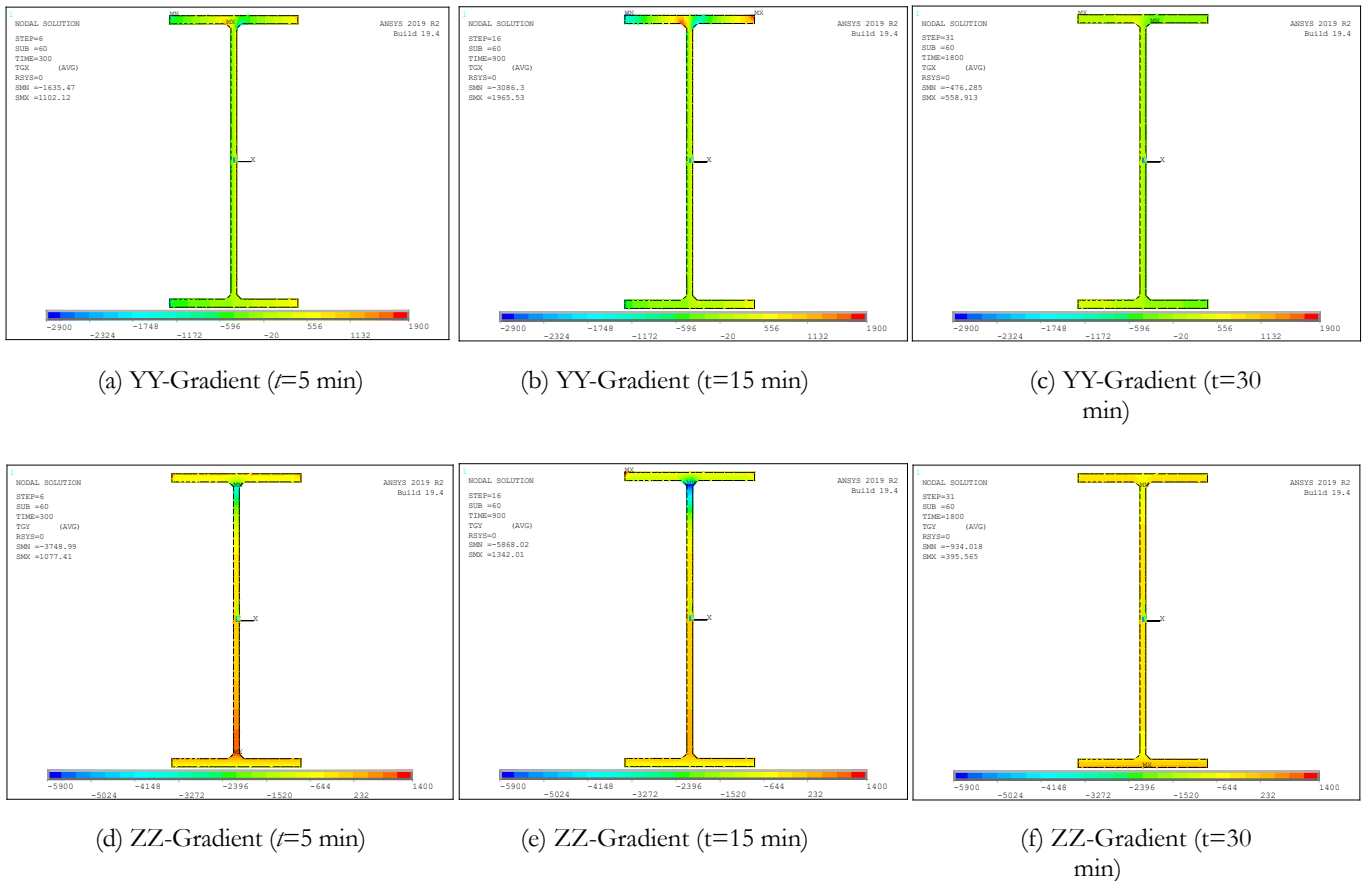 1
NODAL SOLUTION
STEP=6
SUB =60
TIME=300
TGX (AVG)
RSYS=0
SMN =-1635.47
SMX =1102.12
ANSYS 2019 R2
Build 19.4
MN
MX
X
-2900 -1748 -596 556 1900
-2324 -1172 -20 1132
(a) YY-Gradient (t=5 min)
NODAL SOLUTION
STEP=16
SUB =60
TIME=900
TGX (AVG)
RSYS=0
SMN =-3086.3
SMX =1965.53
ANSYS 2019 R2
Build 19.4
MN
MX
X
-2900 -1748 -596 556 1900
-2324 -1172 -20 1132
(b) YY-Gradient (t=15 min)
1
NODAL SOLUTION
STEP=31
SUB =60
TIME=1800
TGX (AVG)
RSYS=0
SMN =-476.285
SMX =558.913
ANSYS 2019 R2
Build 19.4
MX
MN
X
-2900 -1748 -596 556 1900
-2324 -1172 -20 1132
(c) YY-Gradient (t=30
min)
1
NODAL SOLUTION
STEP=6
SUB =60
TIME=300
TGY (AVG)
RSYS=0
SMN =-3748.99
SMX =1077.41
ANSYS 2019 R2
Build 19.4
MN
X
MX
-5900 -4148 -2396 -644 1400
-5024 -3272 -1520 232
(d) ZZ-Gradient (t=5 min)
1
NODAL SOLUTION
STEP=16
SUB =60
TIME=900
TGY (AVG)
RSYS=0
SMN =-5868.02
SMX =1342.01
ANSYS 2019 R2
Build 19.4
MX
MN
X
-5900 -4148 -2396 -644 1400
-5024 -3272 -1520 232
(e) ZZ-Gradient (t=15 min)
1
NODAL SOLUTION
STEP=31
SUB =60
TIME=1800
TGY (AVG)
RSYS=0
SMN =-934.018
SMX =395.565
ANSYS 2019 R2
Build 19.4
MN
X
MX
-5900 -4148 -2396 -644 1400
-5024 -3272 -1520 232
(f) ZZ-Gradient (t=30
min)